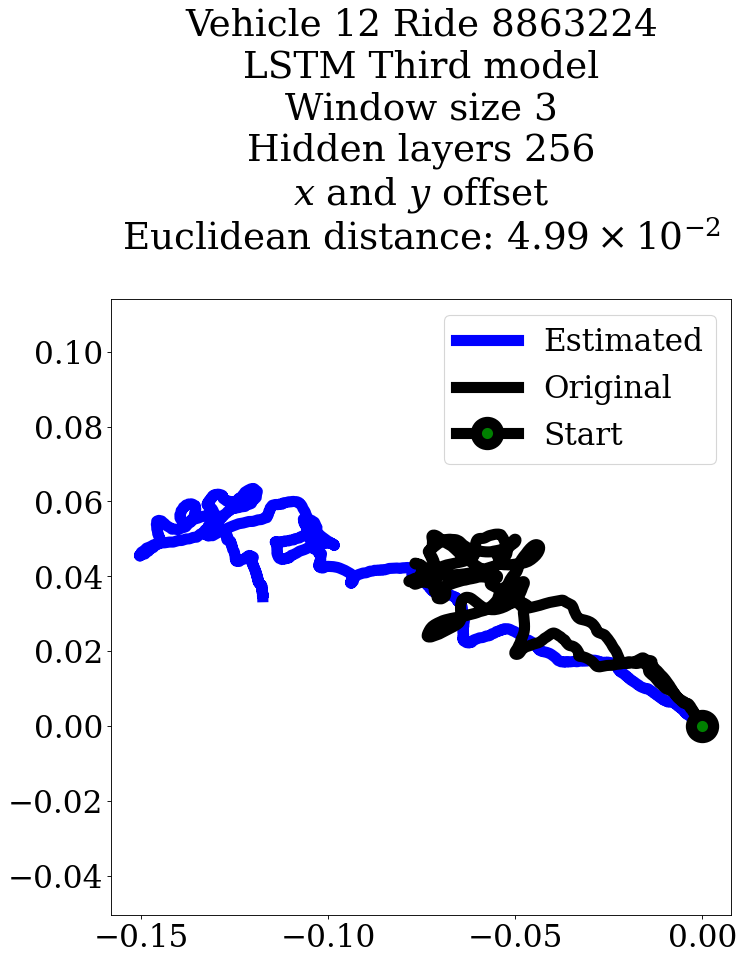 Vehicle 12 Ride 8863224
LSTM Third model
Window size 3
Hidden layers 256
x and y offset
Euclidean distance: 4.99 × 10⁻²
Estimated
Original
Start
0.10
0.08
0.06
0.04
0.02
0.00
−0.02
−0.04
−0.15
−0.10
−0.05
0.00